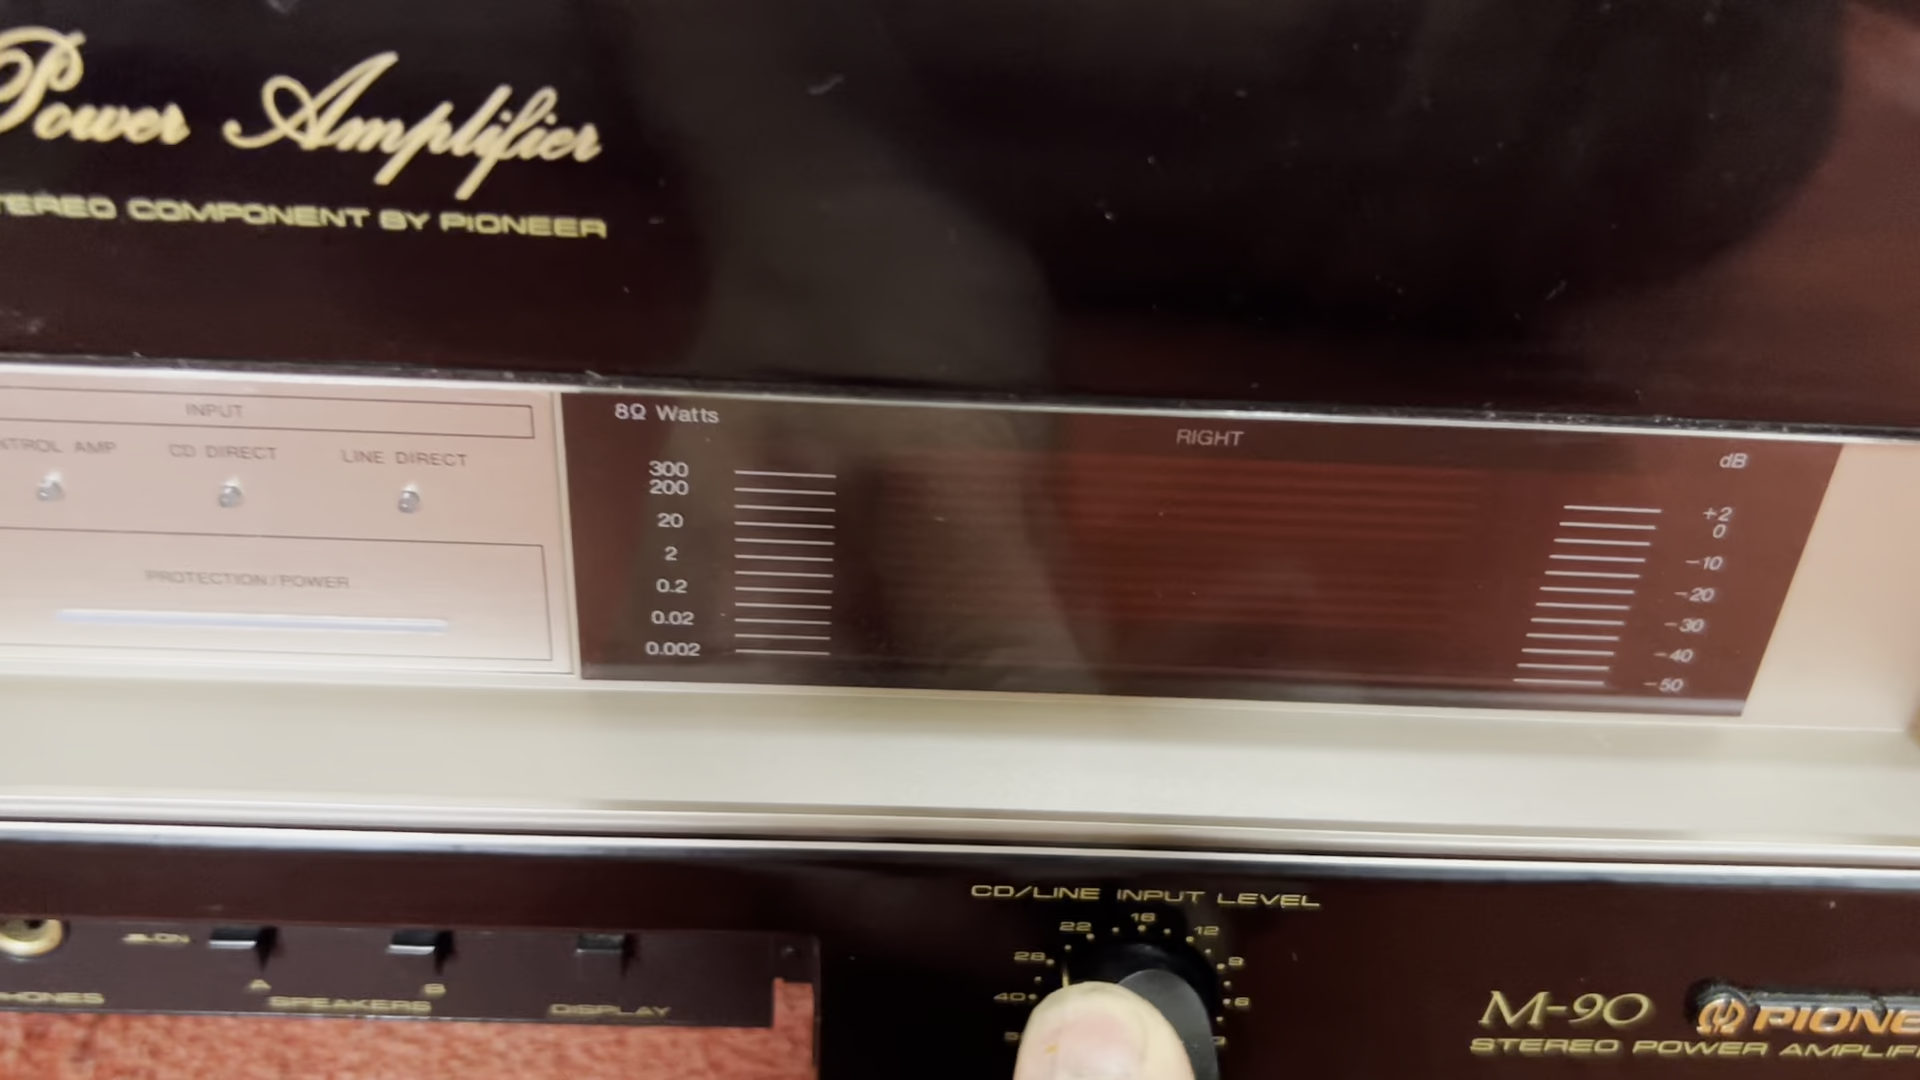 Power Amplifier
STEREO COMPONENT BY PIONEER
INPUT
CD DIRECT
LINE DIRECT
AMP
PROTECTION/POWER
8Ω Watts
300
200
20
2
0.2
0.02
0.002
RIGHT
dB
+2
0
-10
-20
-30
-40
-50
CD/LINE INPUT LEVEL
40
28
22
16
12
9
6
A
B
SPEAKERS
DISPLAY
M-90
PIONE
STEREO POWER AMPLIFI